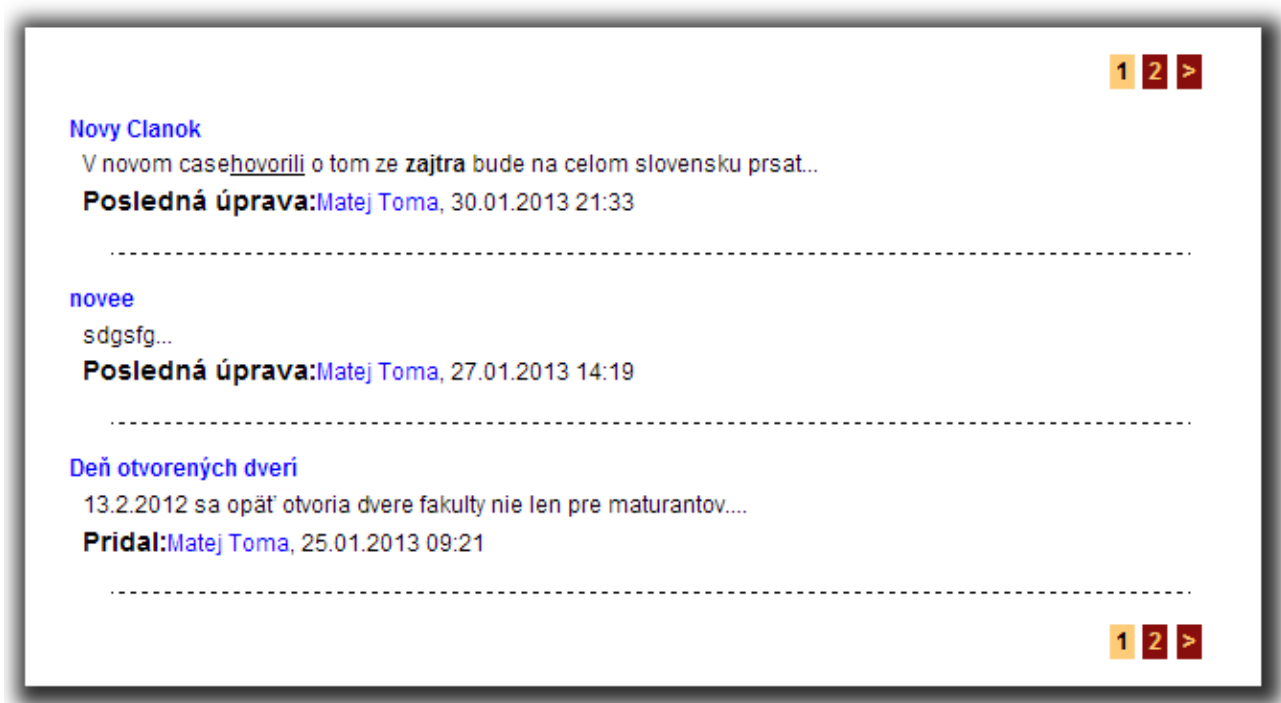 1 2 >
Novy Clanok
V novom casehovorili o tom ze zajtra bude na celom slovensku prsat...
Posledná úprava:Matej Toma, 30.01.2013 21:33
novee
sdgsfg...
Posledná úprava:Matej Toma, 27.01.2013 14:19
Deň otvorených dverí
13.2.2012 sa opäť otvoria dvere fakulty nie len pre maturantov....
Pridal:Matej Toma, 25.01.2013 09:21
1 2 >